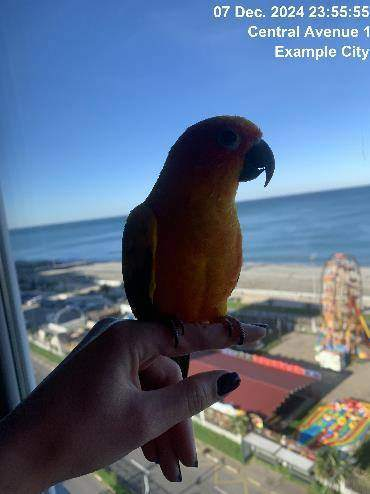 07 Dec. 2024 23:55:55
Central Avenue 1
Example City